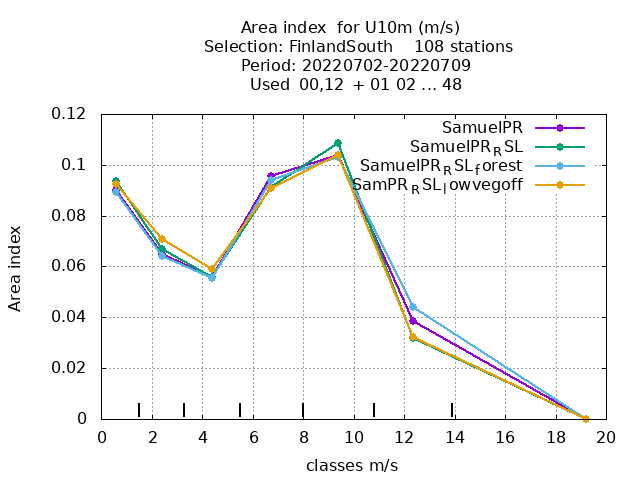 Area index  for U10m (m/s)
Selection: FinlandSouth    108 stations
Period: 20220702-20220709
Used  00,12  + 01 02 ... 48
0.12
SamuelPR
SamuelPR_RSL
0.1
SamuelPR_RSL_forest
SamPR_RSL_lowvegoff
0.08
0.06
0.04
0.02
0
0 2 4 6 8 10 12 14 16 18 20
Area index
classes m/s